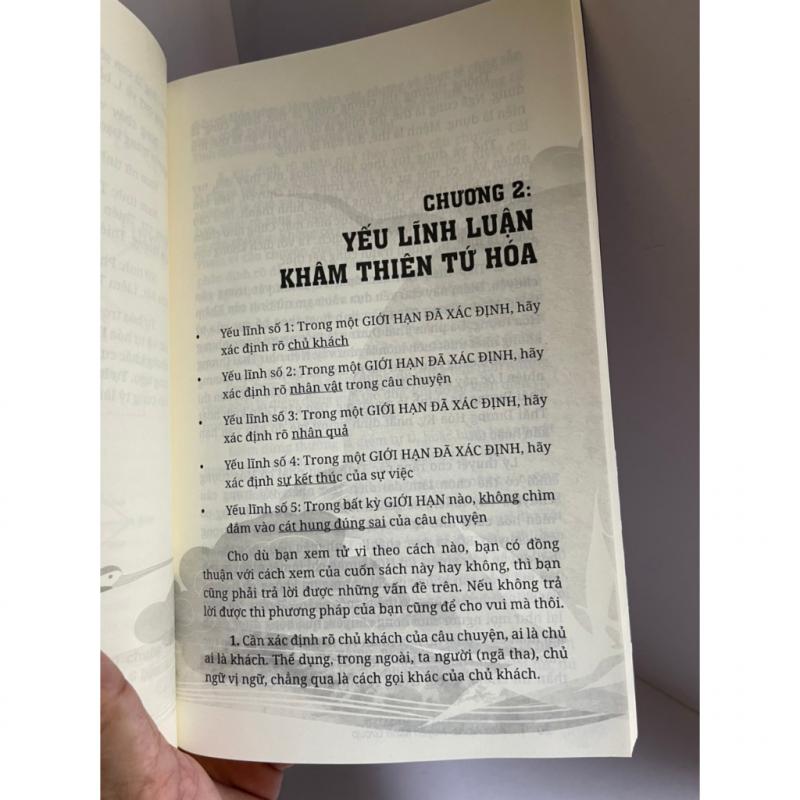 CHƯƠNG 2:
YẾU LĨNH LUẬN
KHÂM THIÊN TỨ HÓA
• Yếu lĩnh số 1: Trong một GIỚI HẠN ĐÃ XÁC ĐỊNH, hãy
xác định rõ chủ khách
• Yếu lĩnh số 2: Trong một GIỚI HẠN ĐÃ XÁC ĐỊNH, hãy
xác định rõ nhân vật trong câu chuyện
• Yếu lĩnh số 3: Trong một GIỚI HẠN ĐÃ XÁC ĐỊNH, hãy
xác định rõ nhân quả
• Yếu lĩnh số 4: Trong một GIỚI HẠN ĐÃ XÁC ĐỊNH, hãy
xác định sự kết thúc của sự việc
• Yếu lĩnh số 5: Trong bất kỳ GIỚI HẠN nào, không chìm
đắm vào cát hung đúng sai của câu chuyện
Cho dù bạn xem tử vi theo cách nào, bạn có đồng
thuận với cách xem của cuốn sách này hay không, thì bạn
cũng phải trả lời được những vấn đề trên. Nếu không trả
lời được thì phương pháp của bạn cũng để cho vui mà thôi.
1. Cần xác định rõ chủ khách của câu chuyện, ai là chủ
ai là khách. Thể dụng, trong ngoài, ta người (ngã tha), chủ
ngữ vị ngữ, chẳng qua là cách gọi khác của chủ khách.